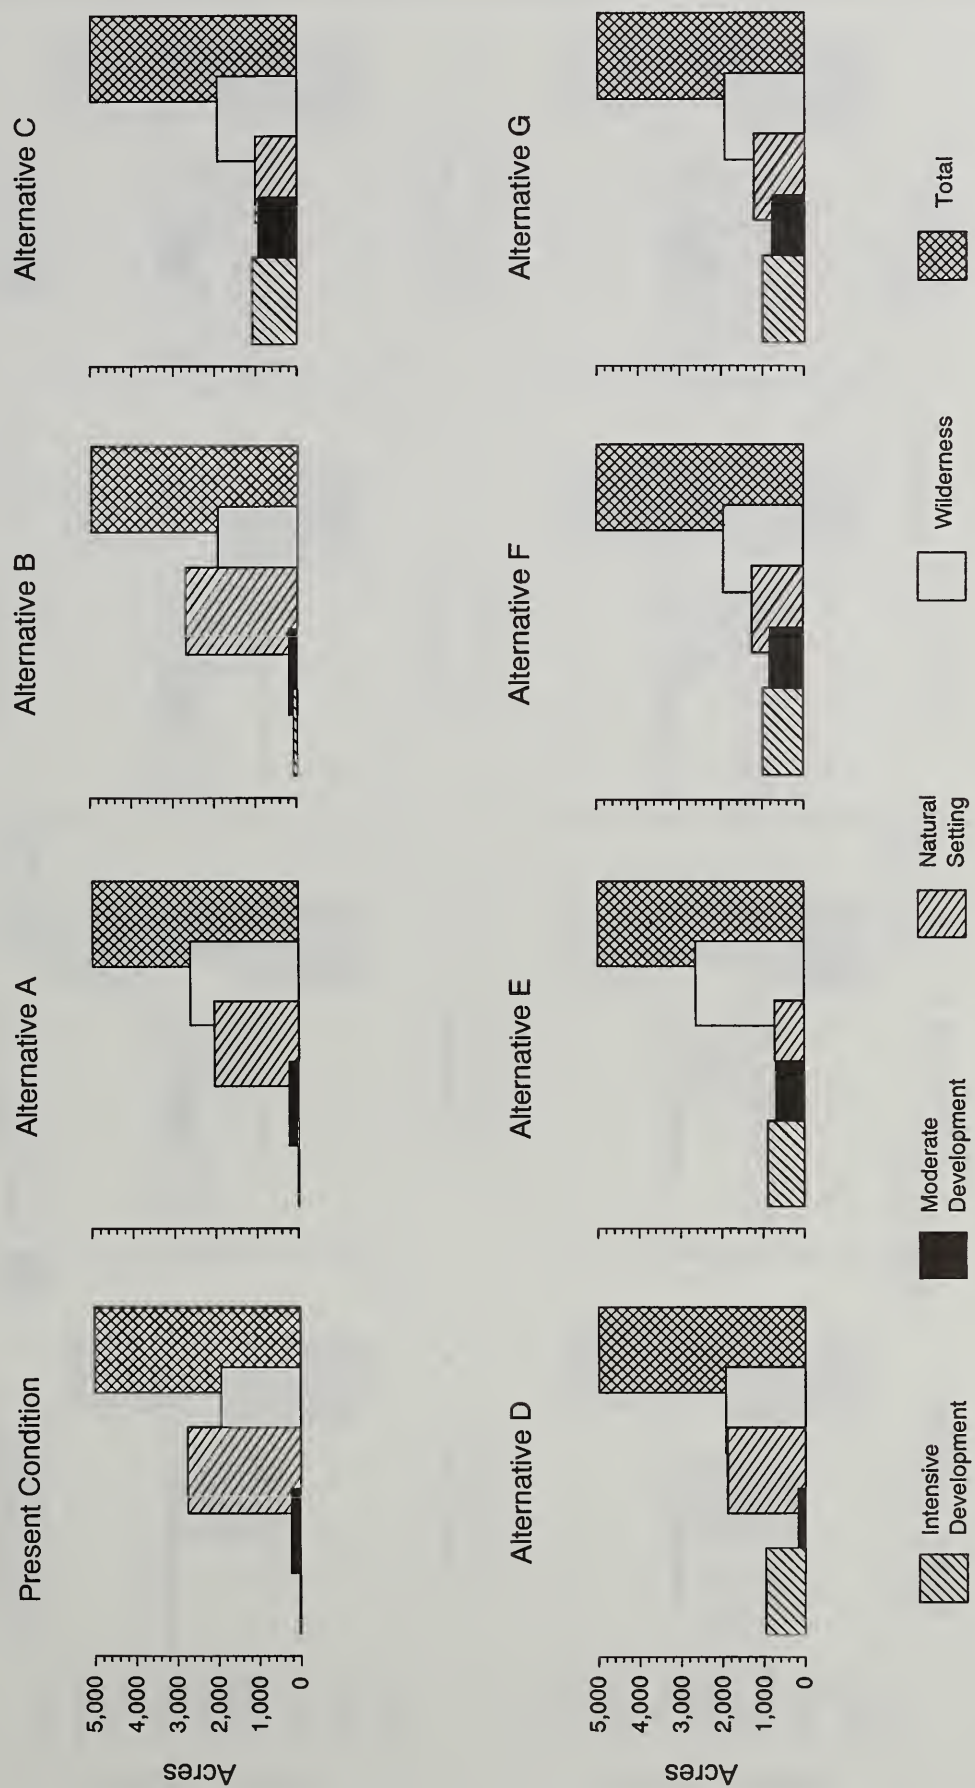 Present Condition
Alternative A
Alternative B
Alternative C
Acres
5,000
4,000
3,000
2,000
1,000
0
Alternative D
Alternative E
Alternative F
Alternative G
Acres
5,000
4,000
3,000
2,000
1,000
0
Intensive
Development
Moderate
Development
Natural
Setting
Wilderness
Total